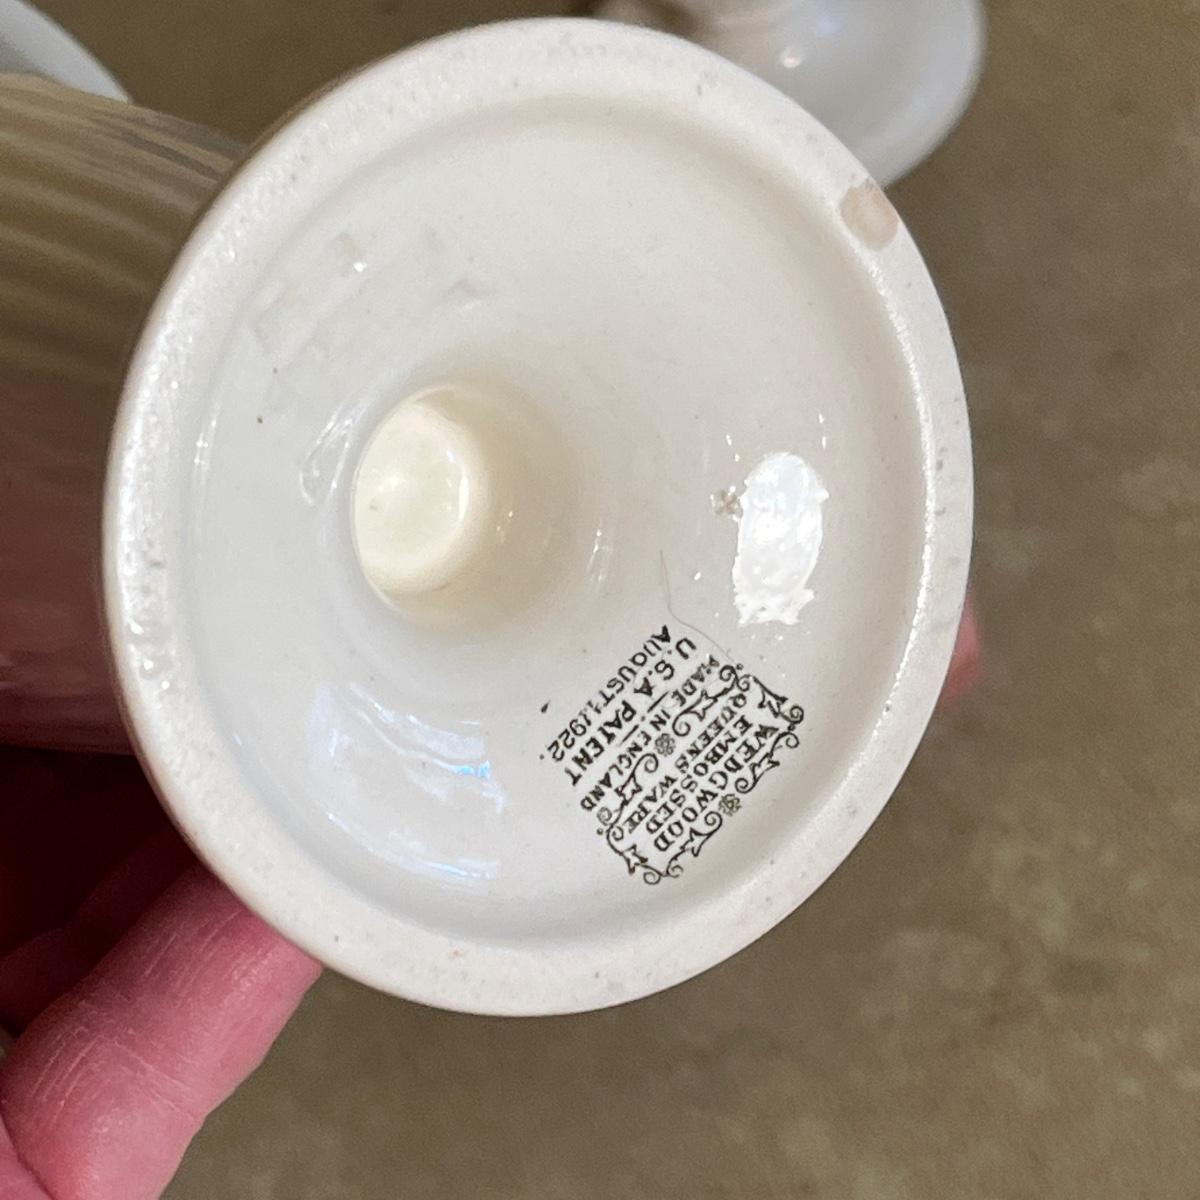 WEDGWOOD
EMBOSSED
QUEENS WARE
MADE IN ENGLAND
U.S.A PATENT
AUGUST 1, 1922.